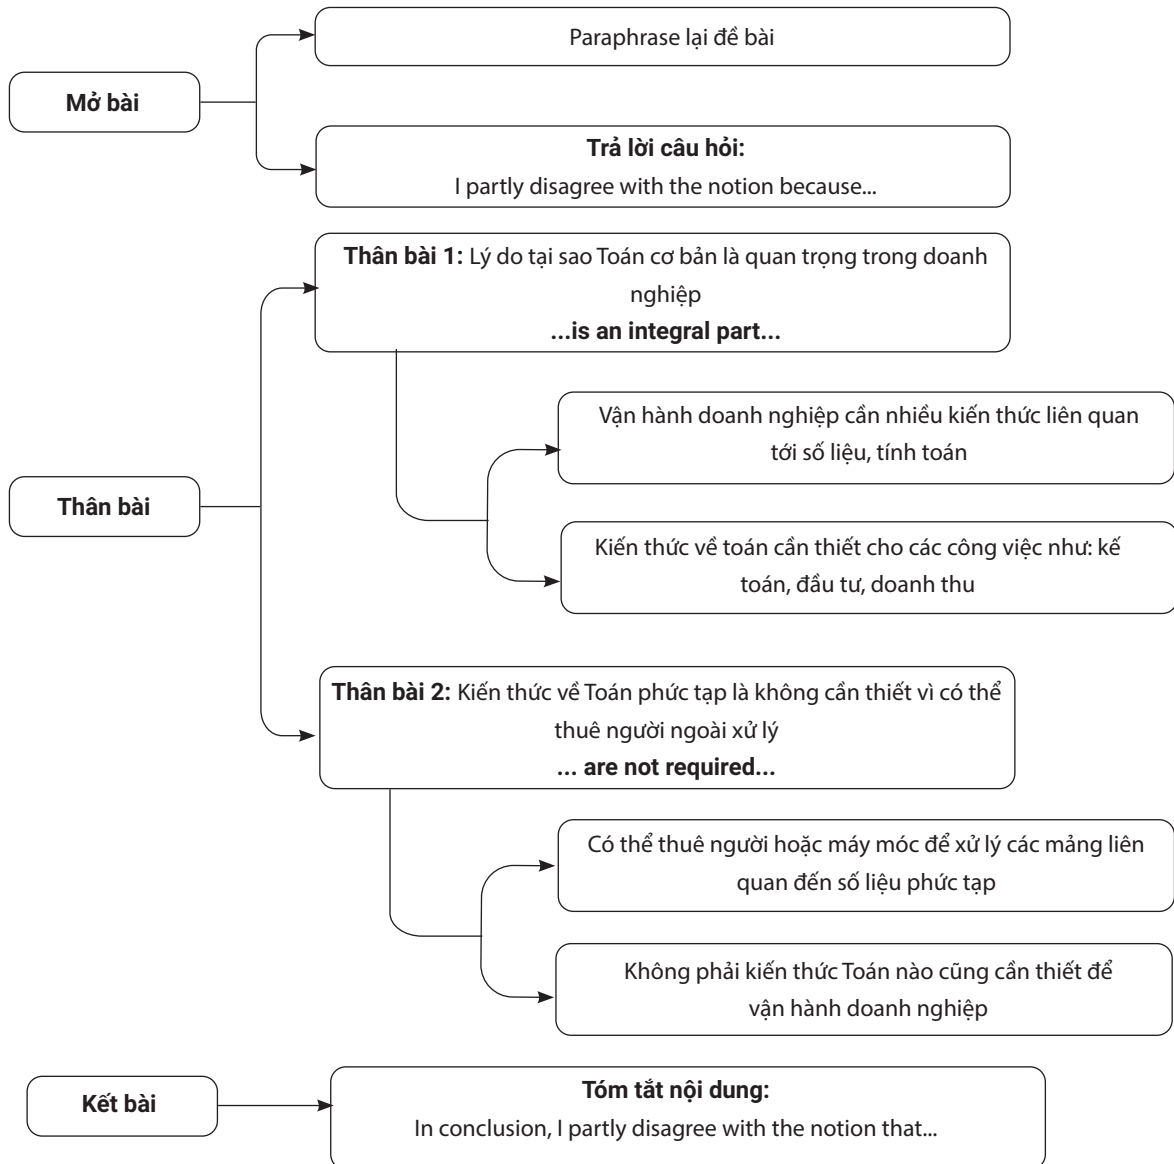 Mở bài
Paraphrase lại đề bài
Trả lời câu hỏi:
I partly disagree with the notion because...
Thân bài
Thân bài 1: Lý do tại sao Toán cơ bản là quan trọng trong doanh
nghiệp
...is an integral part...
Vận hành doanh nghiệp cần nhiều kiến thức liên quan
tới số liệu, tính toán
Kiến thức về toán cần thiết cho các công việc như: kế
toán, đầu tư, doanh thu
Thân bài 2: Kiến thức về Toán phức tạp là không cần thiết vì có thể
thuê người ngoài xử lý
... are not required...
Có thể thuê người hoặc máy móc để xử lý các mảng liên
quan đến số liệu phức tạp
Không phải kiến thức Toán nào cũng cần thiết để
vận hành doanh nghiệp
Kết bài
Tóm tắt nội dung:
In conclusion, I partly disagree with the notion that...